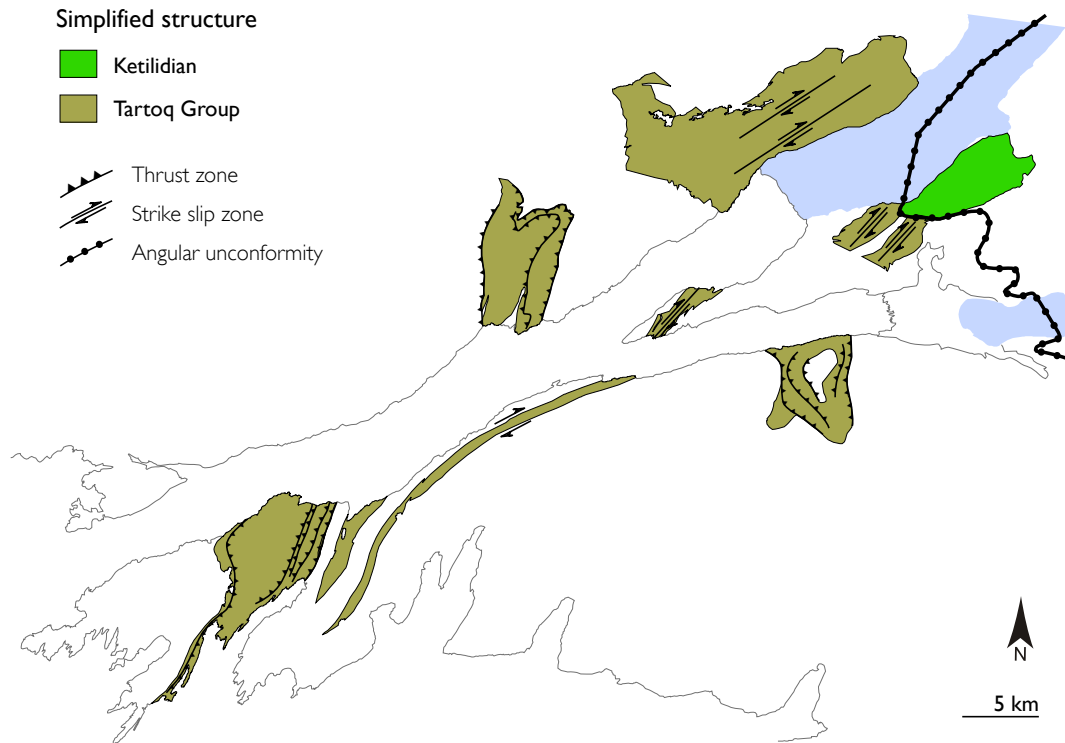 Simplified structure
Ketilidian
Tartoq Group
Thrust zone
Strike slip zone
Angular unconformity
N
5 km